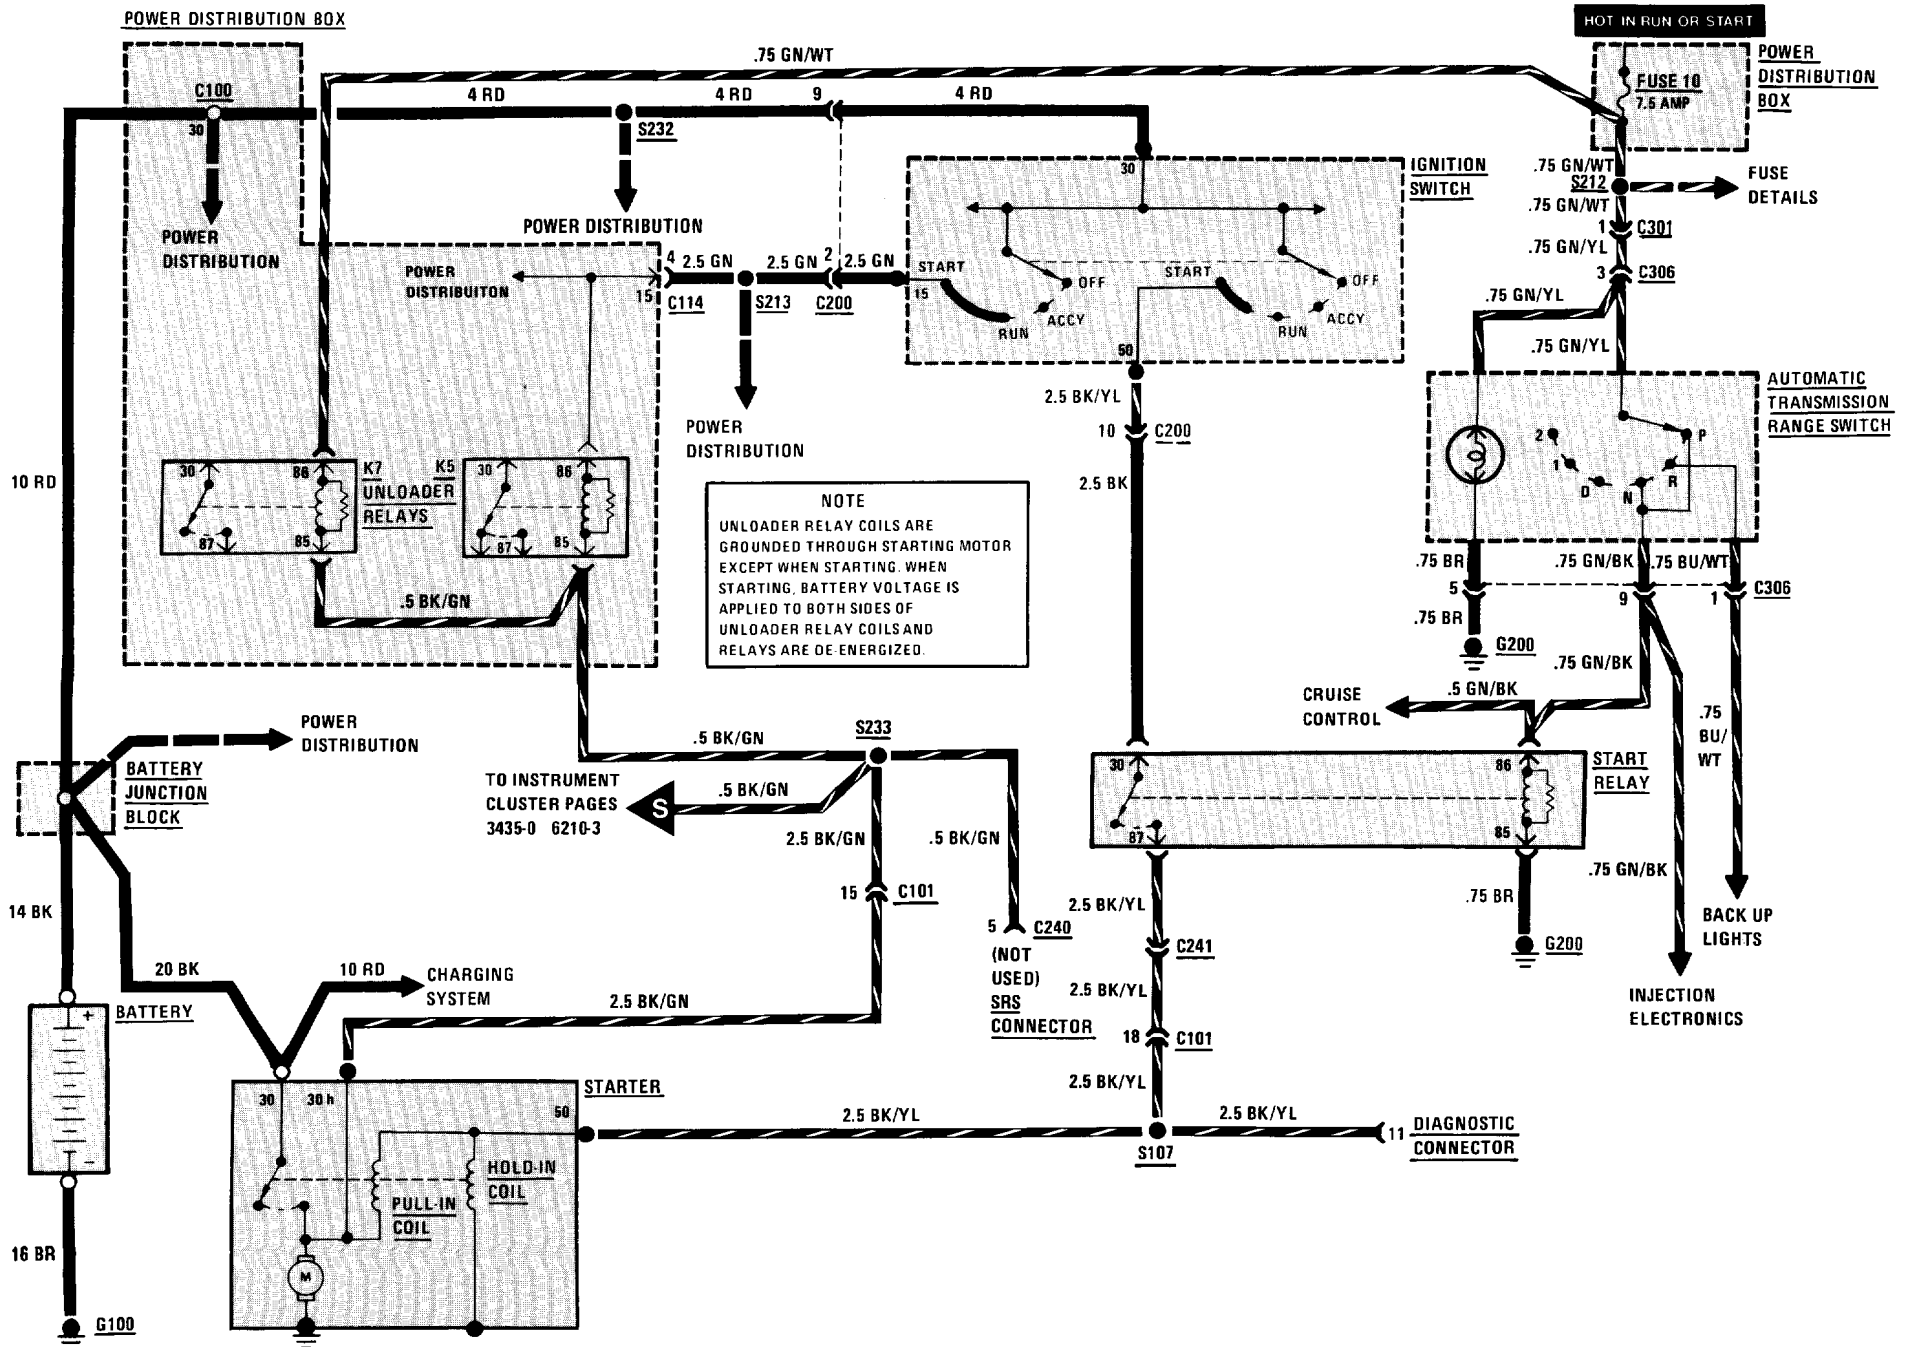 POWER DISTRIBUTION BOX
HOT IN RUN OR START
POWER
DISTRIBUTION
BOX
FUSE 10
7.5 AMP
.75 GN/WT
C100
30
4 RD
4 RD
9
4 RD
S232
POWER
DISTRIBUTION
POWER DISTRIBUTION
IGNITION
SWITCH
30
.75 GN/WT
S212
FUSE
DETAILS
.75 GN/WT
1
C301
.75 GN/YL
3
C306
.75 GN/YL
.75 GN/YL
POWER
DISTRIBUITON
4
2.5 GN
15
C114
2.5 GN
S213
2
C200
2.5 GN
START
15
OFF
ACCY
RUN
START
OFF
ACCY
RUN
50
POWER
DISTRIBUTION
2.5 BK/YL
10
C200
2.5 BK
AUTOMATIC
TRANSMISSION
RANGE SWITCH
P
R
N
D
1
2
10 RD
30
86
87
85
K7
UNLOADER
RELAYS
K5
30
86
87
85
.5 BK/GN
NOTE
UNLOADER RELAY COILS ARE
GROUNDED THROUGH STARTING MOTOR
EXCEPT WHEN STARTING. WHEN
STARTING, BATTERY VOLTAGE IS
APPLIED TO BOTH SIDES OF
UNLOADER RELAY COILS AND
RELAYS ARE DE-ENERGIZED.
.75 BR
.75 GN/BK
.75 BU/WT
5
9
1
C306
.75 BR
G200
.75 GN/BK
.5 GN/BK
CRUISE
CONTROL
.75
BU/
WT
POWER
DISTRIBUTION
BATTERY
JUNCTION
BLOCK
.5 BK/GN
S233
TO INSTRUMENT
CLUSTER PAGES
3435-0 6210-3
S
.5 BK/GN
2.5 BK/GN
.5 BK/GN
15
C101
5
C240
(NOT
USED)
SRS
CONNECTOR
30
86
87
85
START
RELAY
2.5 BK/YL
C241
2.5 BK/YL
18
C101
2.5 BK/YL
.75 BR
G200
.75 GN/BK
BACK UP
LIGHTS
INJECTION
ELECTRONICS
14 BK
20 BK
10 RD
CHARGING
SYSTEM
2.5 BK/GN
BATTERY
+
-
16 BR
G100
30
30 h
50
STARTER
HOLD-IN
COIL
PULL-IN
COIL
M
2.5 BK/YL
S107
2.5 BK/YL
11
DIAGNOSTIC
CONNECTOR